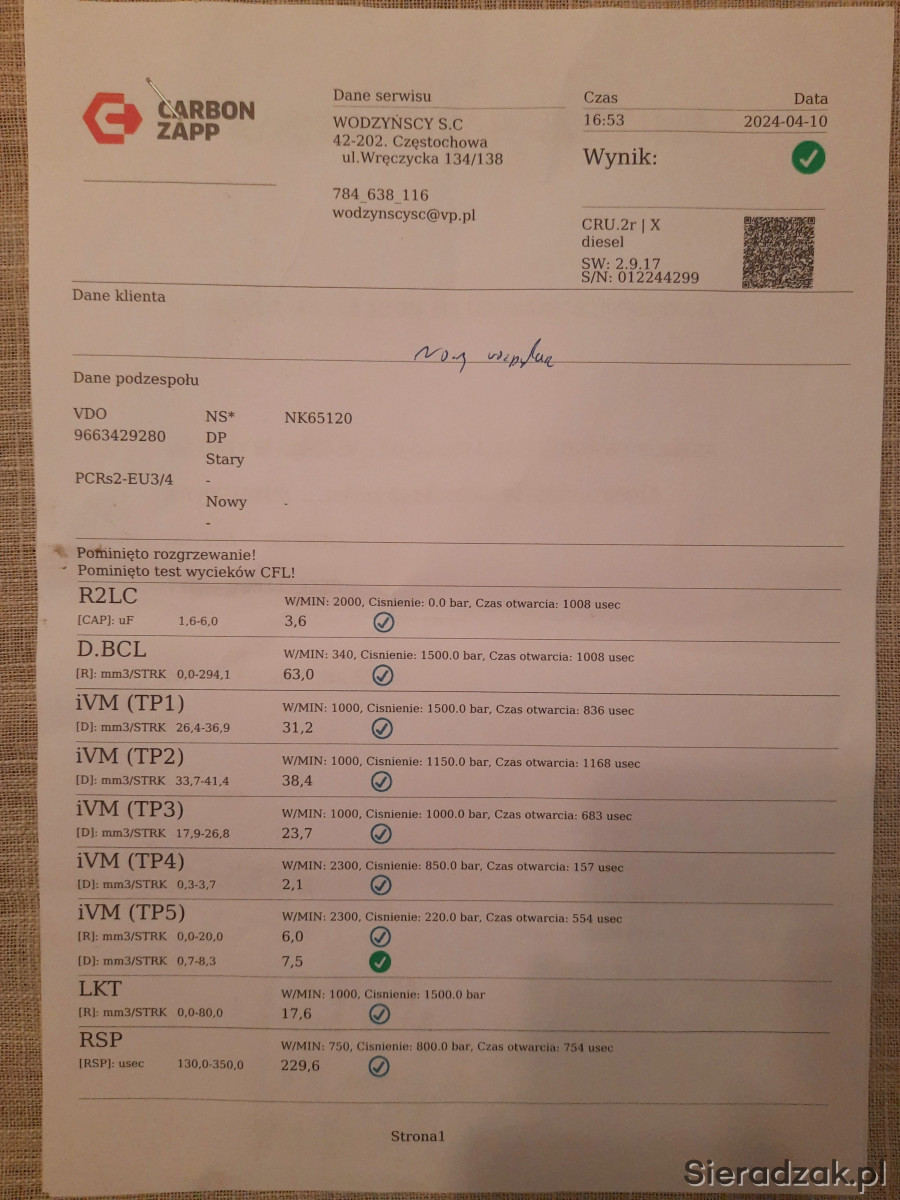 CARBON
ZAPP
Dane serwisu
WODZYŃSCY S.C
42-202. Częstochowa
ul.Wręczycka 134/138
784_638_116
wodzynscysc@vp.pl
Czas Data
16:53 2024-04-10
Wynik:
CRU.2r | X
diesel
SW: 2.9.17
S/N: 012244299
Dane klienta
Dane podzespołu
VDO NS* NK65120
9663429280 DP
Stary
PCRs2-EU3/4 -
Nowy -
-
Pominięto rozgrzewanie!
Pominięto test wycieków CFL!
R2LC W/MIN: 2000, Cisnienie: 0.0 bar, Czas otwarcia: 1008 usec
[CAP]: uF 1,6-6,0 3,6
D.BCL W/MIN: 340, Cisnienie: 1500.0 bar, Czas otwarcia: 1008 usec
[R]: mm3/STRK 0,0-294,1 63,0
iVM (TP1) W/MIN: 1000, Cisnienie: 1500.0 bar, Czas otwarcia: 836 usec
[D]: mm3/STRK 26,4-36,9 31,2
iVM (TP2) W/MIN: 1000, Cisnienie: 1150.0 bar, Czas otwarcia: 1168 usec
[D]: mm3/STRK 33,7-41,4 38,4
iVM (TP3) W/MIN: 1000, Cisnienie: 1000.0 bar, Czas otwarcia: 683 usec
[D]: mm3/STRK 17,9-26,8 23,7
iVM (TP4) W/MIN: 2300, Cisnienie: 850.0 bar, Czas otwarcia: 157 usec
[D]: mm3/STRK 0,3-3,7 2,1
iVM (TP5) W/MIN: 2300, Cisnienie: 220.0 bar, Czas otwarcia: 554 usec
[R]: mm3/STRK 0,0-20,0 6,0
[D]: mm3/STRK 0,7-8,3 7,5
LKT W/MIN: 1000, Cisnienie: 1500.0 bar
[R]: mm3/STRK 0,0-80,0 17,6
RSP W/MIN: 750, Cisnienie: 800.0 bar, Czas otwarcia: 754 usec
[RSP]: usec 130,0-350,0 229,6
Strona1
Sieradzak.pl